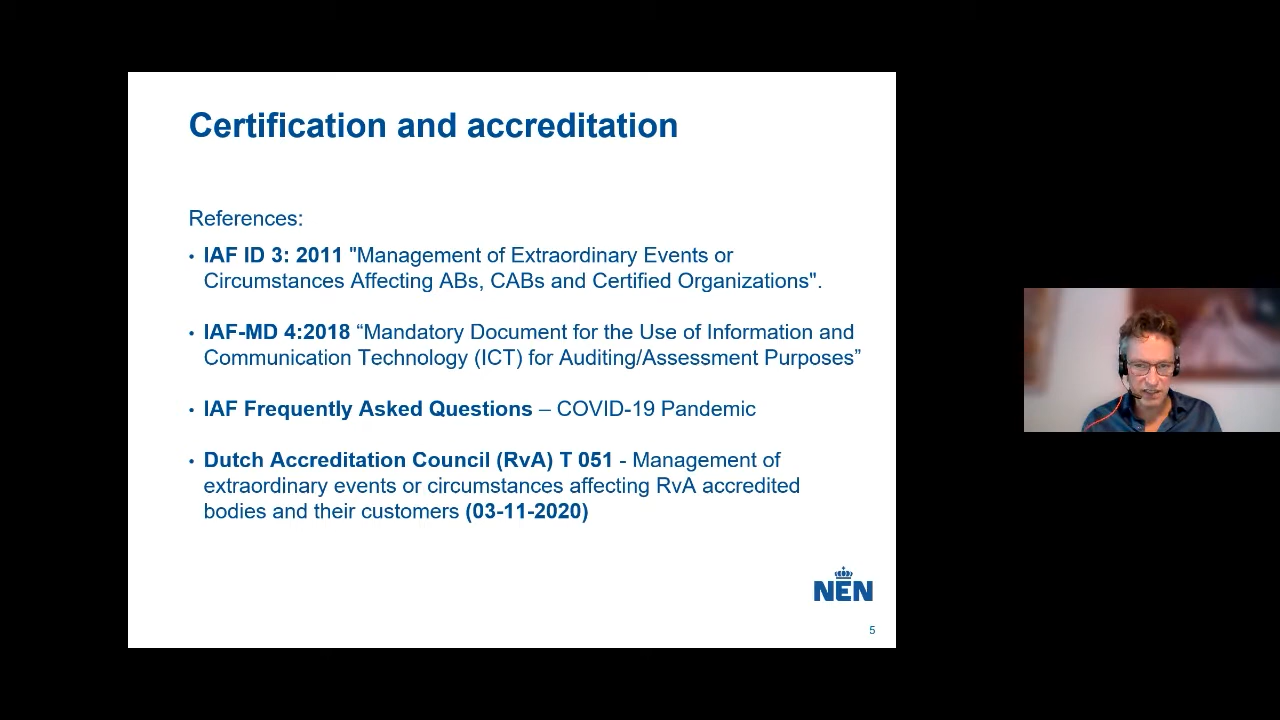 Certification and accreditation
References:
• IAF ID 3: 2011 "Management of Extraordinary Events or
Circumstances Affecting ABs, CABs and Certified Organizations".
• IAF-MD 4:2018 “Mandatory Document for the Use of Information and
Communication Technology (ICT) for Auditing/Assessment Purposes”
• IAF Frequently Asked Questions – COVID-19 Pandemic
• Dutch Accreditation Council (RvA) T 051 - Management of
extraordinary events or circumstances affecting RvA accredited
bodies and their customers (03-11-2020)
NEN
5